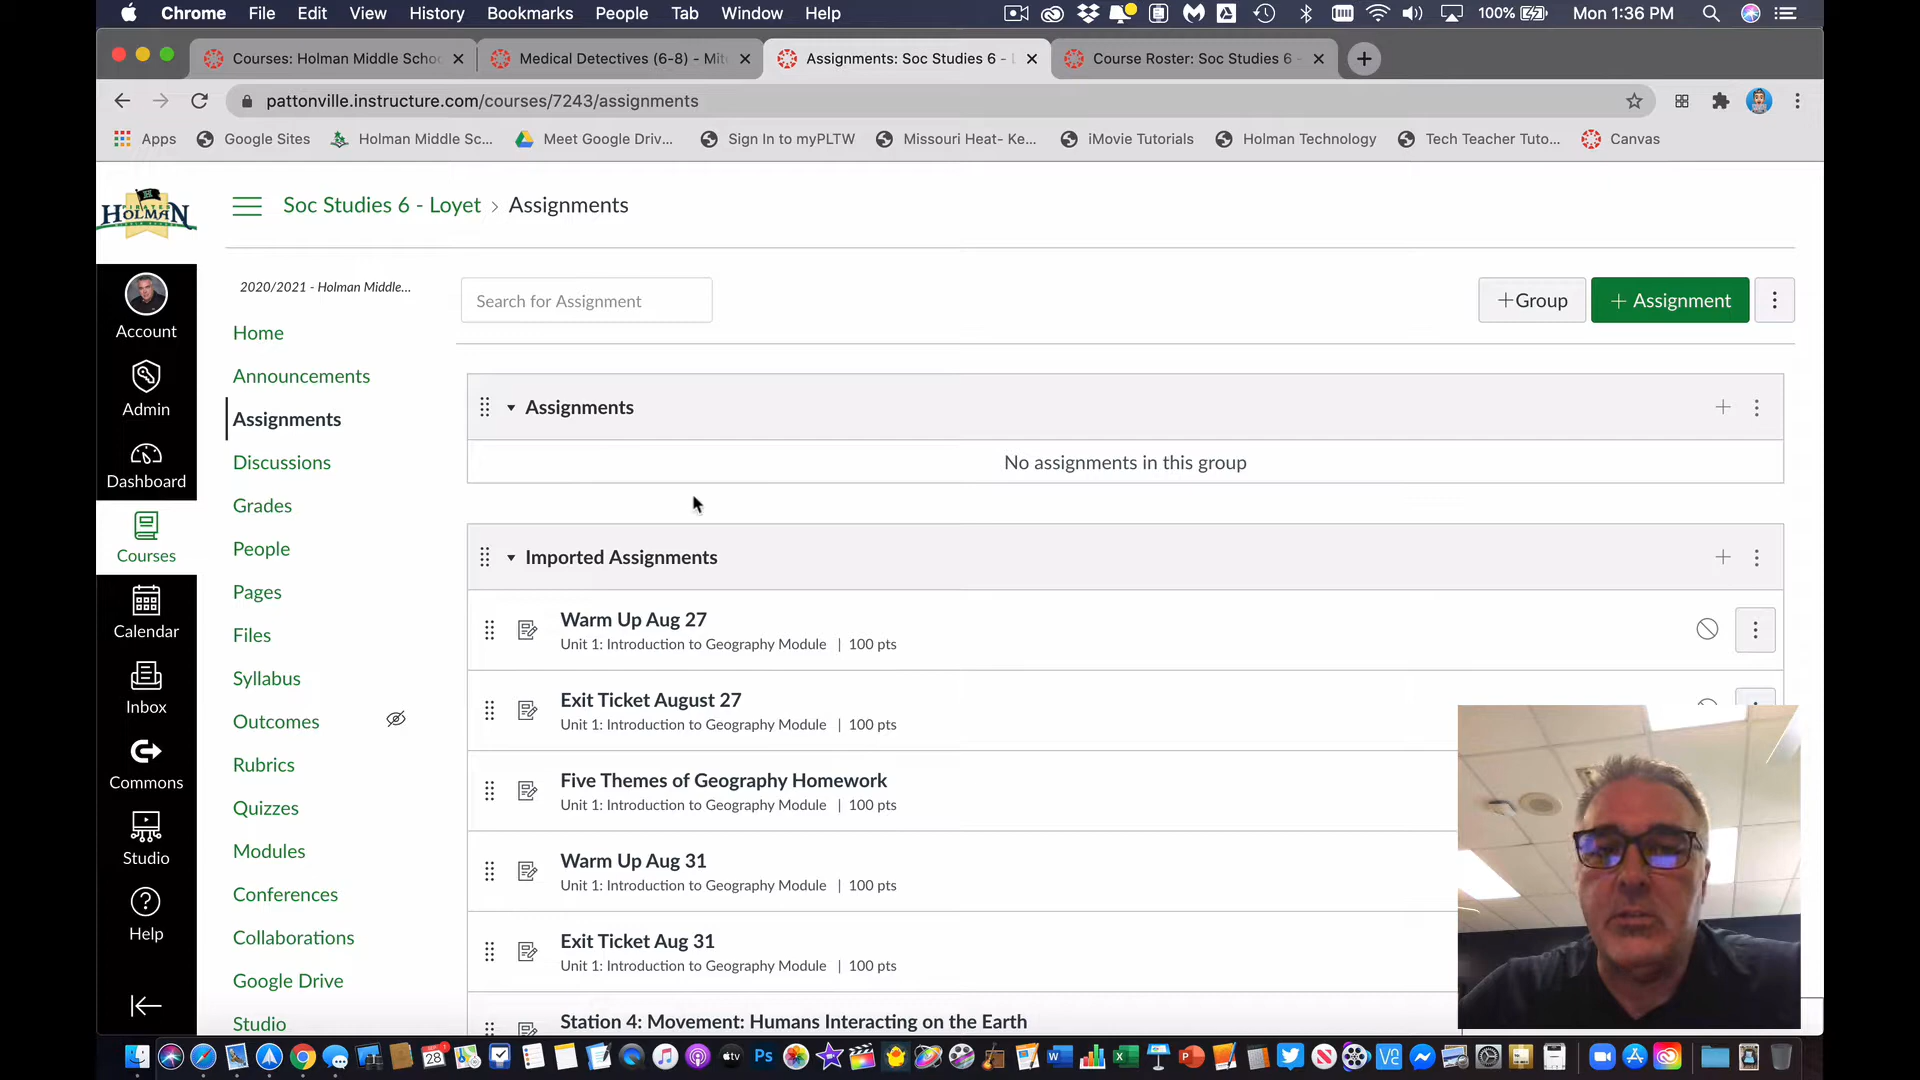 Chrome File Edit View History Bookmarks People Tab Window Help 100% Mon 1:36 PM
Courses: Holman Middle Schoo Medical Detectives (6-8) - Mit Assignments: Soc Studies 6 - L Course Roster: Soc Studies 6 -
pattonville.instructure.com/courses/7243/assignments
Apps Google Sites Holman Middle Sc... Meet Google Driv... Sign In to myPLTW Missouri Heat- Ke... iMovie Tutorials Holman Technology Tech Teacher Tuto... Canvas
PIRATES
HOLMAN
Soc Studies 6 - Loyet › Assignments
2020/2021 - Holman Middle...
Search for Assignment
+Group
+ Assignment
Account
Admin
Dashboard
Courses
Calendar
Inbox
Commons
Studio
Help
Home
Announcements
Assignments
Discussions
Grades
People
Pages
Files
Syllabus
Outcomes
Rubrics
Quizzes
Modules
Conferences
Collaborations
Google Drive
Studio
Assignments
No assignments in this group
Imported Assignments
Warm Up Aug 27
Unit 1: Introduction to Geography Module | 100 pts
Exit Ticket August 27
Unit 1: Introduction to Geography Module | 100 pts
Five Themes of Geography Homework
Unit 1: Introduction to Geography Module | 100 pts
Warm Up Aug 31
Unit 1: Introduction to Geography Module | 100 pts
Exit Ticket Aug 31
Unit 1: Introduction to Geography Module | 100 pts
Station 4: Movement: Humans Interacting on the Earth
28 tv Ps